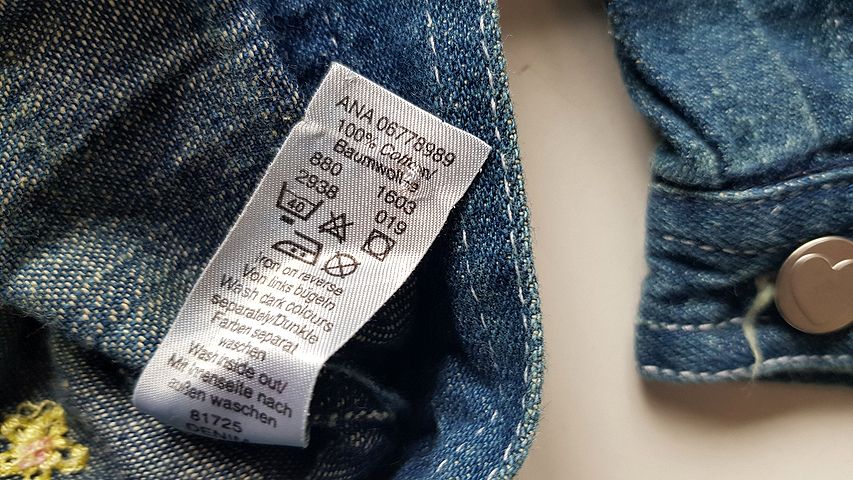 ANA 06778989
100% Cotton/
Baumwolle
880 1603
2938 019
40
Iron on reverse
Von links bügeln
Wash dark colours
separately/Dunkle
Farben separat
waschen
Wash inside out/
Mit Innenseite nach
außen waschen
81725
DENIM